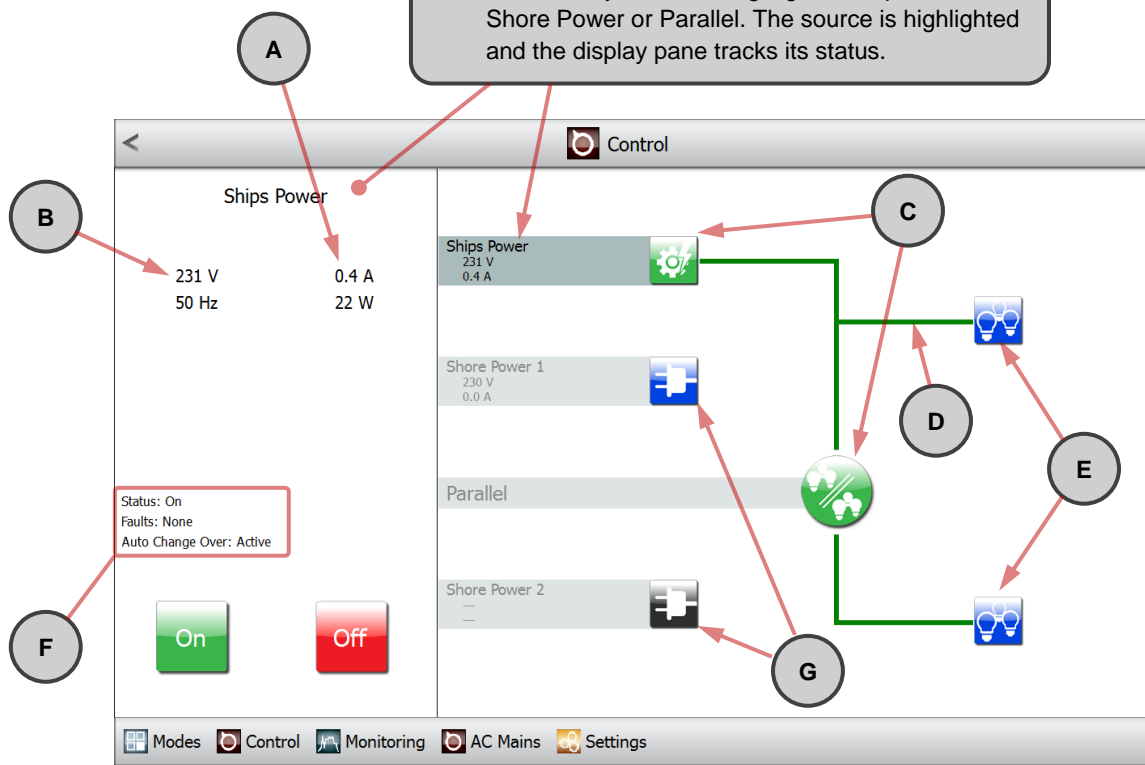 Shore Power or Parallel. The source is highlighted
and the display pane tracks its status.
A
<
Control
Ships Power
B
231 V
0.4 A
50 Hz
22 W
Ships Power
231 V
0.4 A
C
Shore Power 1
230 V
0.0 A
D
E
Parallel
Status: On
Faults: None
Auto Change Over: Active
Shore Power 2
---
---
F
On
Off
G
Modes
Control
Monitoring
AC Mains
Settings